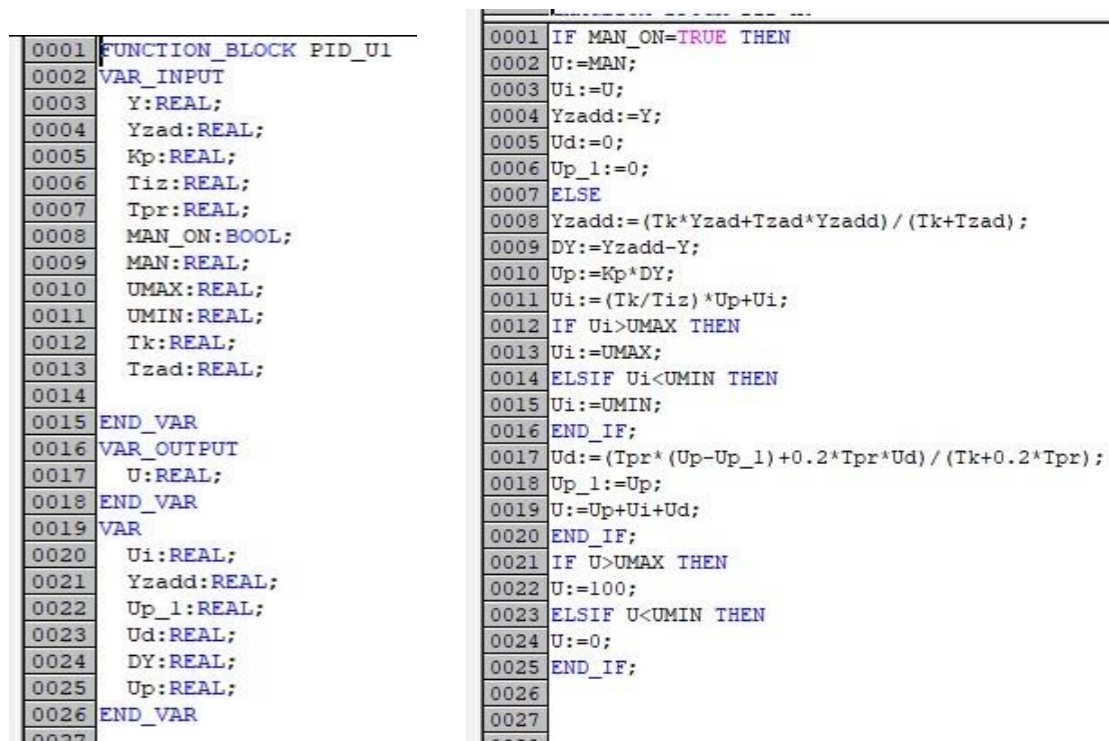 0001 FUNCTION_BLOCK PID_U1
0002 VAR_INPUT
0003 Y:REAL;
0004 Yzad:REAL;
0005 Kp:REAL;
0006 Tiz:REAL;
0007 Tpr:REAL;
0008 MAN_ON:BOOL;
0009 MAN:REAL;
0010 UMAX:REAL;
0011 UMIN:REAL;
0012 Tk:REAL;
0013 Tzad:REAL;
0014
0015 END_VAR
0016 VAR_OUTPUT
0017 U:REAL;
0018 END_VAR
0019 VAR
0020 Ui:REAL;
0021 Yzadd:REAL;
0022 Up_1:REAL;
0023 Ud:REAL;
0024 DY:REAL;
0025 Up:REAL;
0026 END_VAR
0001 IF MAN_ON=TRUE THEN
0002 U:=MAN;
0003 Ui:=U;
0004 Yzadd:=Y;
0005 Ud:=0;
0006 Up_1:=0;
0007 ELSE
0008 Yzadd:=(Tk*Yzad+Tzad*Yzadd)/(Tk+Tzad);
0009 DY:=Yzadd-Y;
0010 Up:=Kp*DY;
0011 Ui:=(Tk/Tiz)*Up+Ui;
0012 IF Ui>UMAX THEN
0013 Ui:=UMAX;
0014 ELSIF Ui<UMIN THEN
0015 Ui:=UMIN;
0016 END_IF;
0017 Ud:=(Tpr*(Up-Up_1)+0.2*Tpr*Ud)/(Tk+0.2*Tpr);
0018 Up_1:=Up;
0019 U:=Up+Ui+Ud;
0020 END_IF;
0021 IF U>UMAX THEN
0022 U:=100;
0023 ELSIF U<UMIN THEN
0024 U:=0;
0025 END_IF;
0026
0027